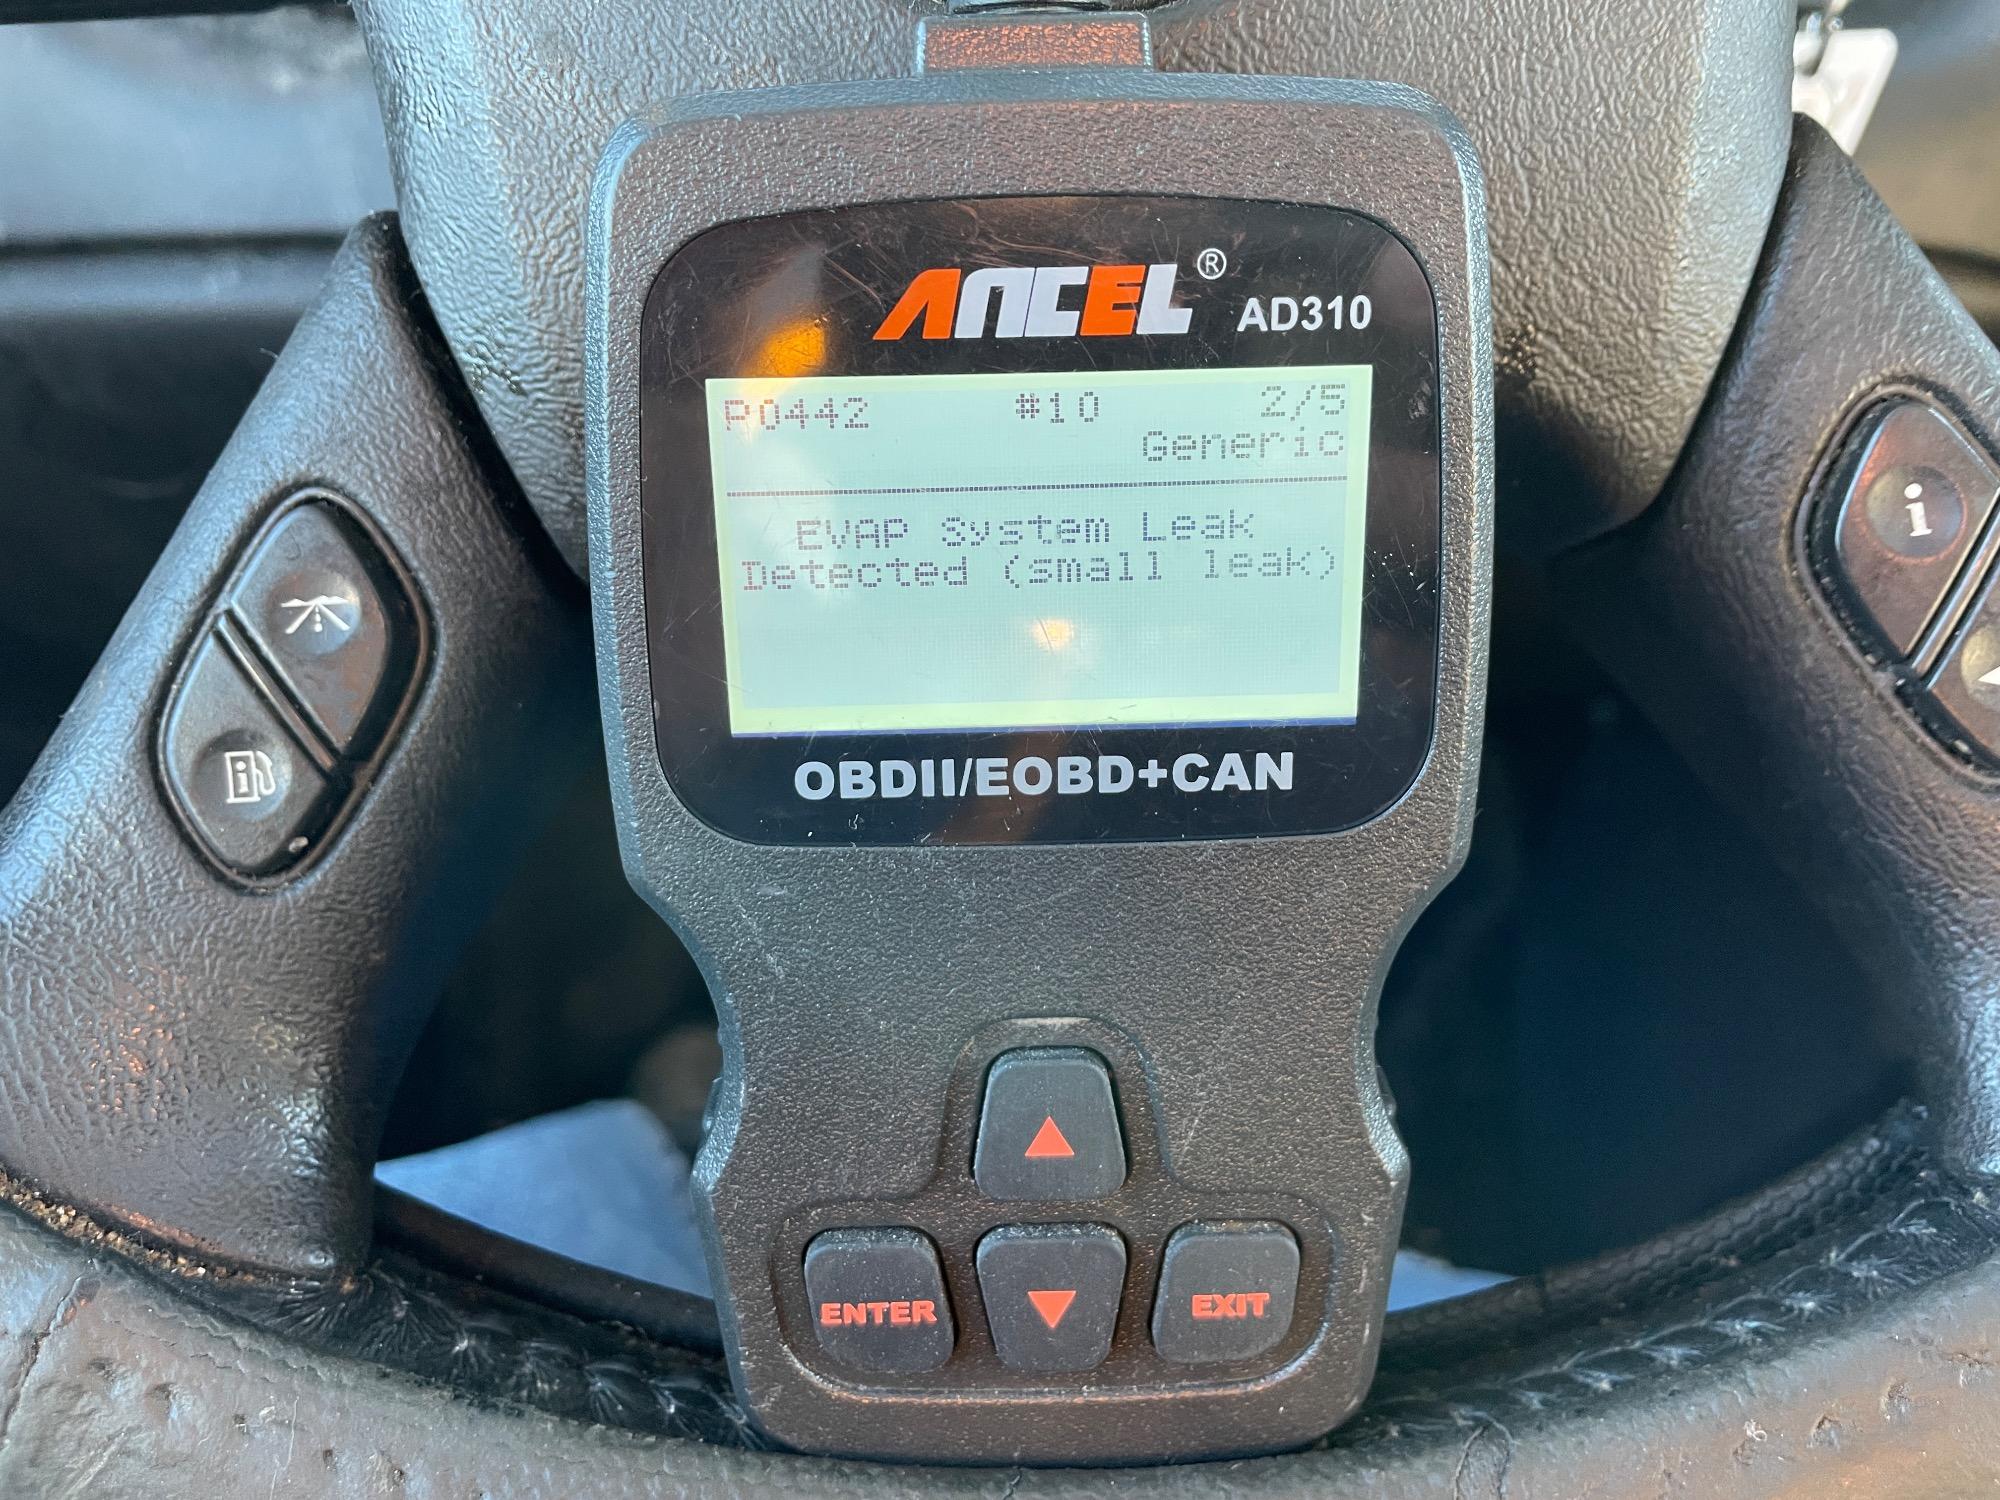 ANCEL®
AD310
P0442 #10 2/5
Generic
EVAP System Leak
Detected (small leak)
OBDII/EOBD+CAN
i
i
ENTER
EXIT